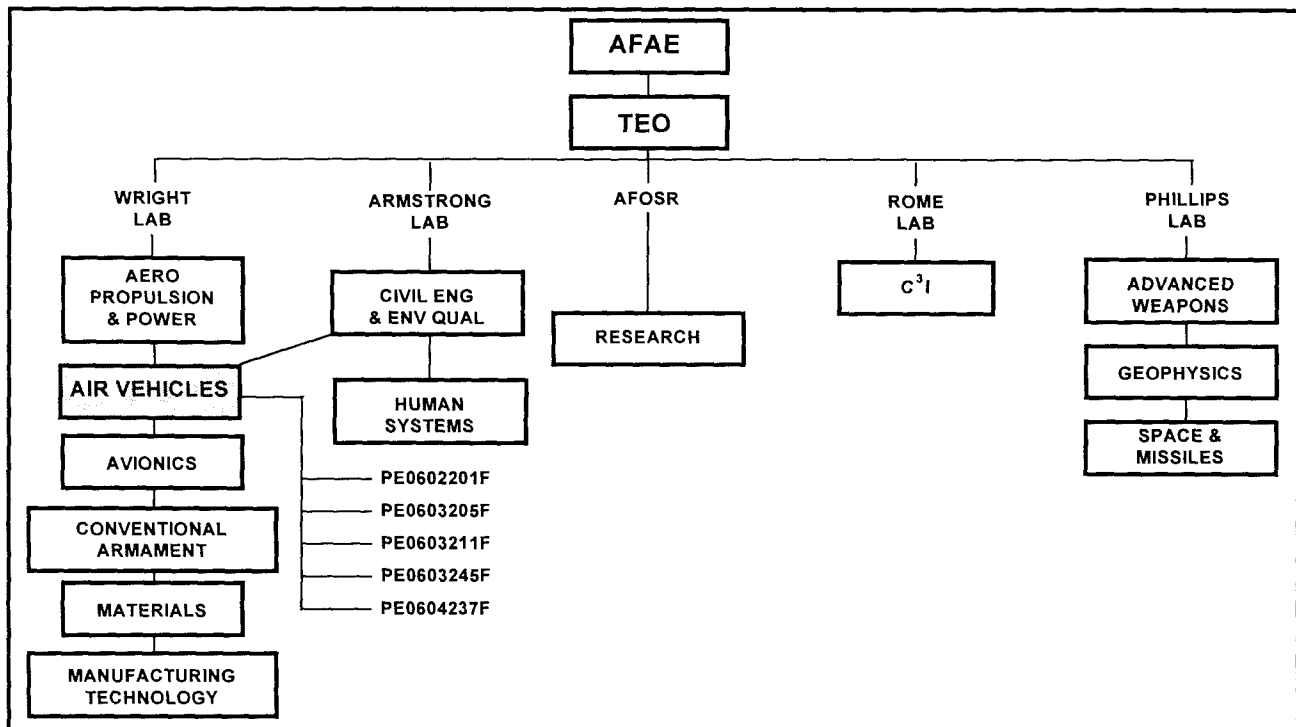 AFAE
TEO
WRIGHT
LAB
AERO
PROPULSION
& POWER
AIR VEHICLES
AVIONICS
CONVENTIONAL
ARMAMENT
MATERIALS
MANUFACTURING
TECHNOLOGY
ARMSTRONG
LAB
CIVIL ENG
& ENV QUAL
HUMAN
SYSTEMS
PE0602201F
PE0603205F
PE0603211F
PE0603245F
PE0604237F
AFOSR
RESEARCH
ROME
LAB
C³I
PHILLIPS
LAB
ADVANCED
WEAPONS
GEOPHYSICS
SPACE &
MISSILES